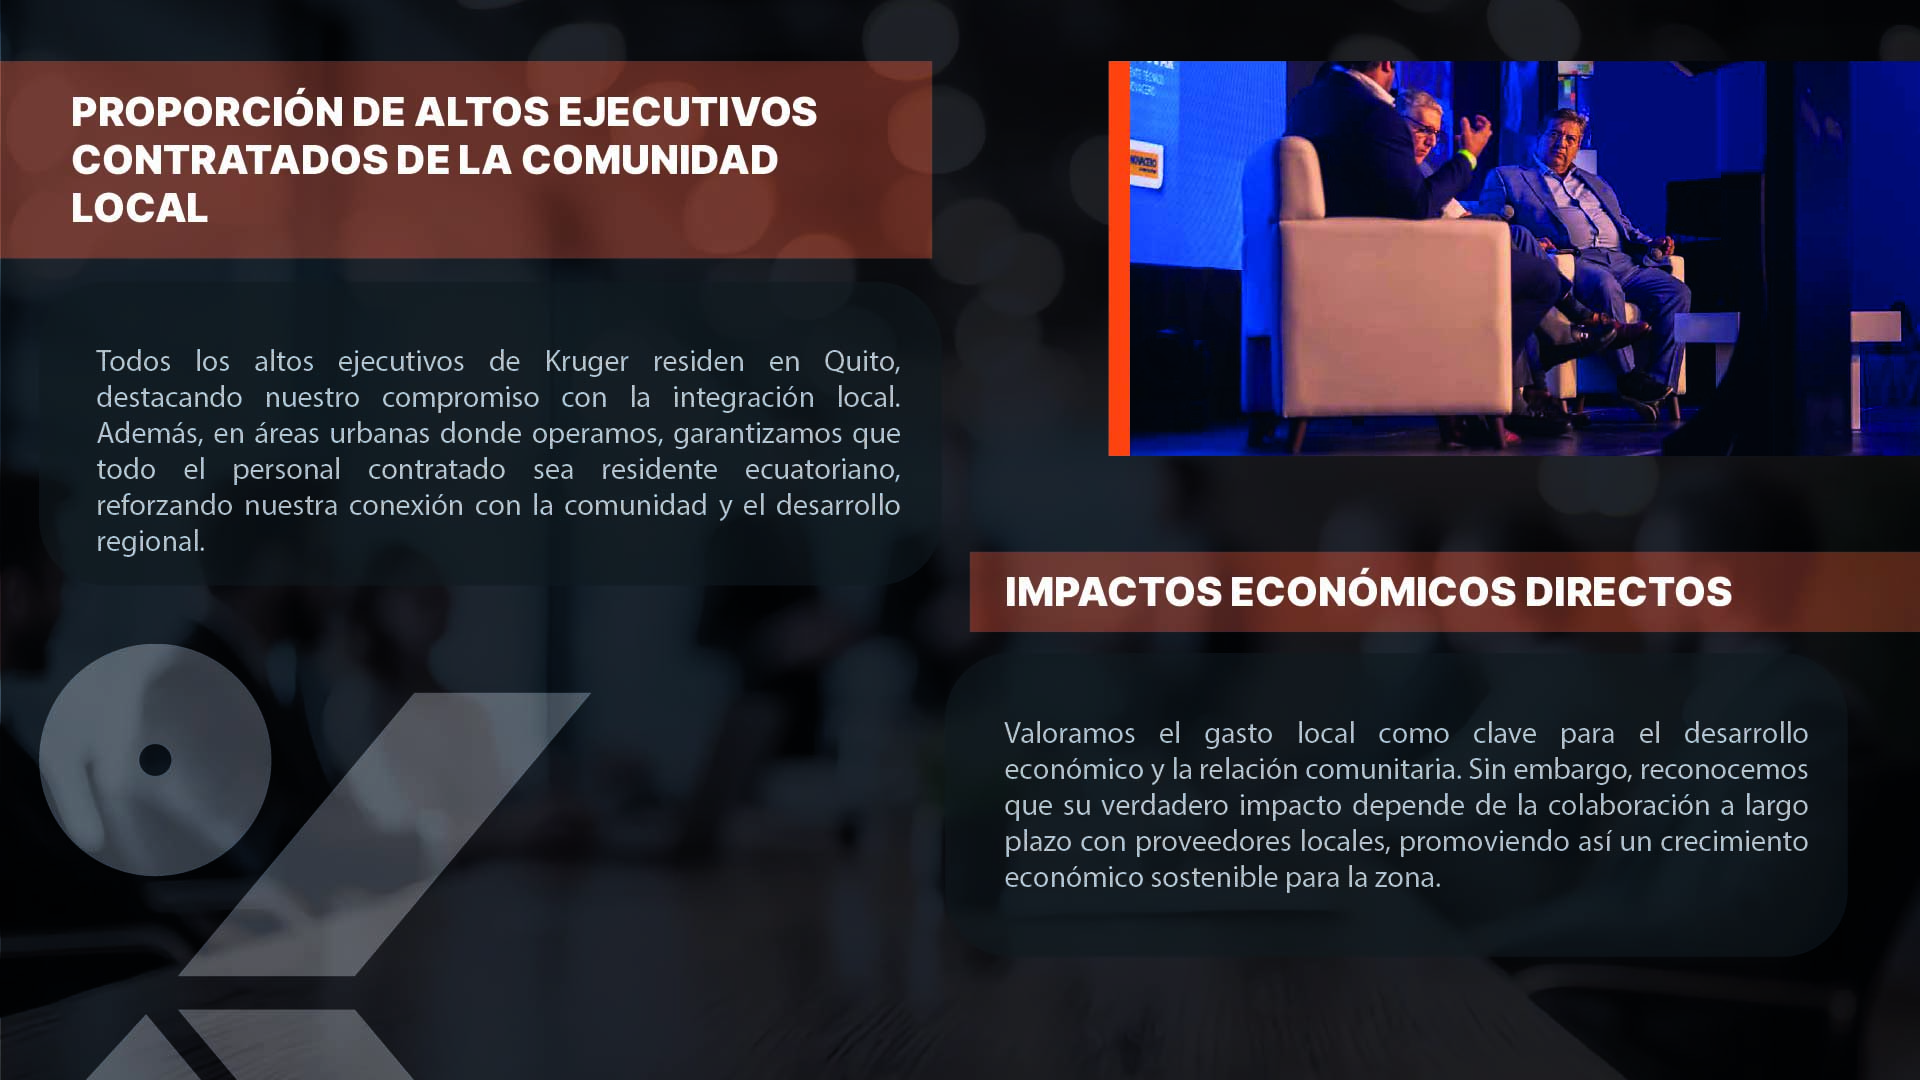 PROPORCIÓN DE ALTOS EJECUTIVOS
CONTRATADOS DE LA COMUNIDAD
LOCAL
Todos los altos ejecutivos de Kruger residen en Quito,
destacando nuestro compromiso con la integración local.
Además, en áreas urbanas donde operamos, garantizamos que
todo el personal contratado sea residente ecuatoriano,
reforzando nuestra conexión con la comunidad y el desarrollo
regional.
IMPACTOS ECONÓMICOS DIRECTOS
Valoramos el gasto local como clave para el desarrollo
económico y la relación comunitaria. Sin embargo, reconocemos
que su verdadero impacto depende de la colaboración a largo
plazo con proveedores locales, promoviendo así un crecimiento
económico sostenible para la zona.